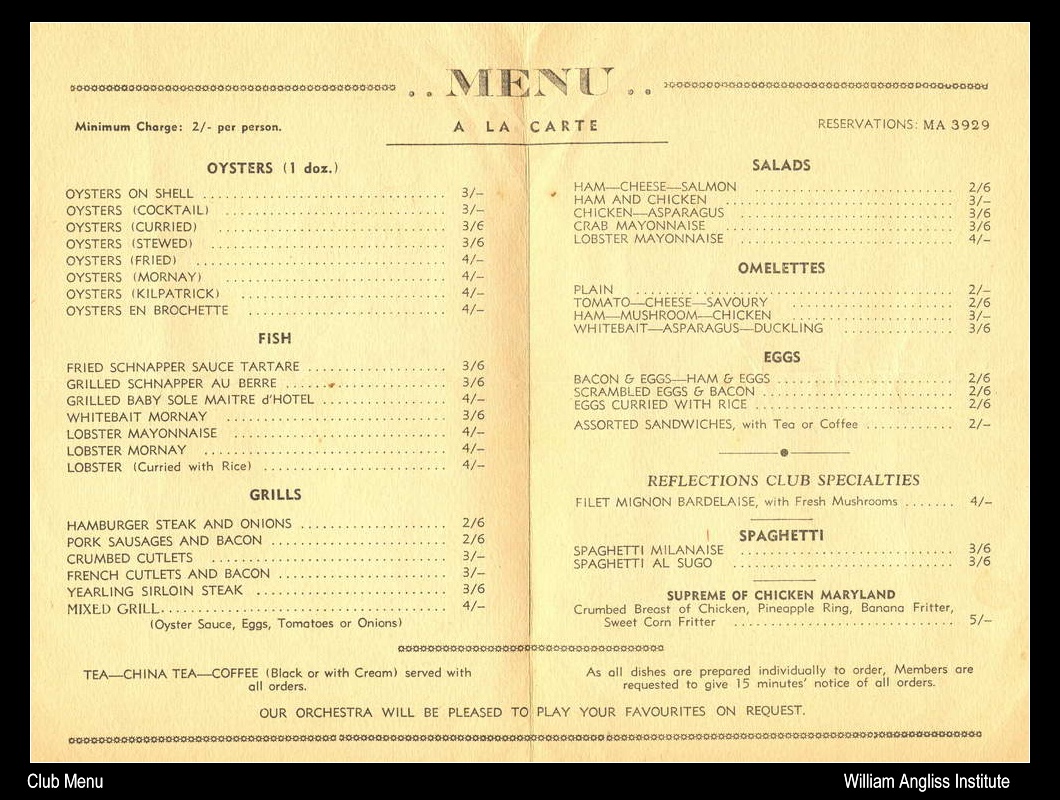 .. MENU ..
Minimum Charge: 2/- per person.
A LA CARTE
RESERVATIONS: MA 3929
OYSTERS (1 doz.)
OYSTERS ON SHELL ........ 3/–
OYSTERS (COCKTAIL) ........ 3/–
OYSTERS (CURRIED) ........ 3/6
OYSTERS (STEWED) ........ 3/6
OYSTERS (FRIED) ........ 4/–
OYSTERS (MORNAY) ........ 4/–
OYSTERS (KILPATRICK) ........ 4/–
OYSTERS EN BROCHETTE ........ 4/–
FISH
FRIED SCHNAPPER SAUCE TARTARE ........ 3/6
GRILLED SCHNAPPER AU BERRE ........ 3/6
GRILLED BABY SOLE MAITRE d'HOTEL ........ 4/–
WHITEBAIT MORNAY ........ 3/6
LOBSTER MAYONNAISE ........ 4/–
LOBSTER MORNAY ........ 4/–
LOBSTER (Curried with Rice) ........ 4/–
GRILLS
HAMBURGER STEAK AND ONIONS ........ 2/6
PORK SAUSAGES AND BACON ........ 2/6
CRUMBED CUTLETS ........ 3/–
FRENCH CUTLETS AND BACON ........ 3/–
YEARLING SIRLOIN STEAK ........ 3/6
MIXED GRILL ........ 4/–
(Oyster Sauce, Eggs, Tomatoes or Onions)
SALADS
HAM—CHEESE—SALMON ........ 2/6
HAM AND CHICKEN ........ 3/–
CHICKEN—ASPARAGUS ........ 3/6
CRAB MAYONNAISE ........ 3/6
LOBSTER MAYONNAISE ........ 4/–
OMELETTES
PLAIN ........ 2/–
TOMATO—CHEESE—SAVOURY ........ 2/6
HAM—MUSHROOM—CHICKEN ........ 3/–
WHITEBAIT—ASPARAGUS—DUCKLING ........ 3/6
EGGS
BACON & EGGS—HAM & EGGS ........ 2/6
SCRAMBLED EGGS & BACON ........ 2/6
EGGS CURRIED WITH RICE ........ 2/6
ASSORTED SANDWICHES, with Tea or Coffee ........ 2/–
REFLECTIONS CLUB SPECIALTIES
FILET MIGNON BARDELAISE, with Fresh Mushrooms ....... 4/–
SPAGHETTI
SPAGHETTI MILANAISE ........ 3/6
SPAGHETTI AL SUGO ........ 3/6
SUPREME OF CHICKEN MARYLAND
Crumbed Breast of Chicken, Pineapple Ring, Banana Fritter,
Sweet Corn Fritter ........ 5/–
TEA—CHINA TEA—COFFEE (Black or with Cream) served with
all orders.
As all dishes are prepared individually to order, Members are
requested to give 15 minutes' notice of all orders.
OUR ORCHESTRA WILL BE PLEASED TO PLAY YOUR FAVOURITES ON REQUEST.
Club Menu
William Angliss Institute